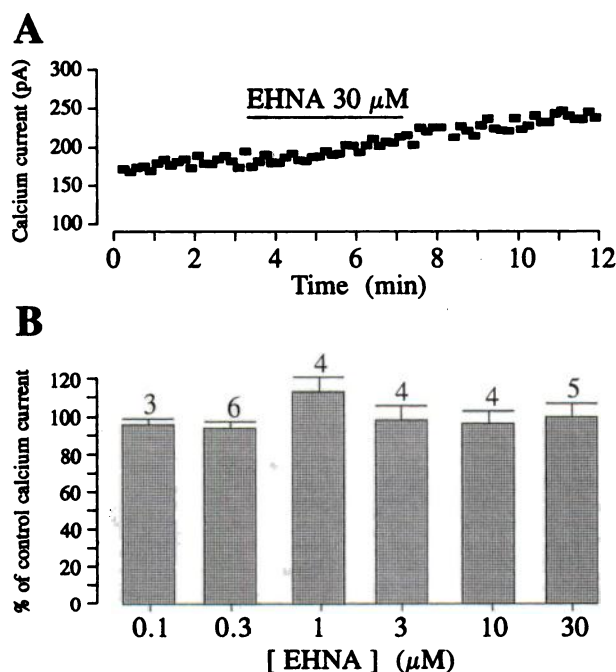 A
Calcium current (pA)
300
250
200
150
100
EHNA 30 µM
0 2 4 6 8 10 12
Time (min)
B
% of control calcium current
120
100
80
60
40
20
0
3 6 4 4 4 5
0.1 0.3 1 3 10 30
[ EHNA ] (µM)